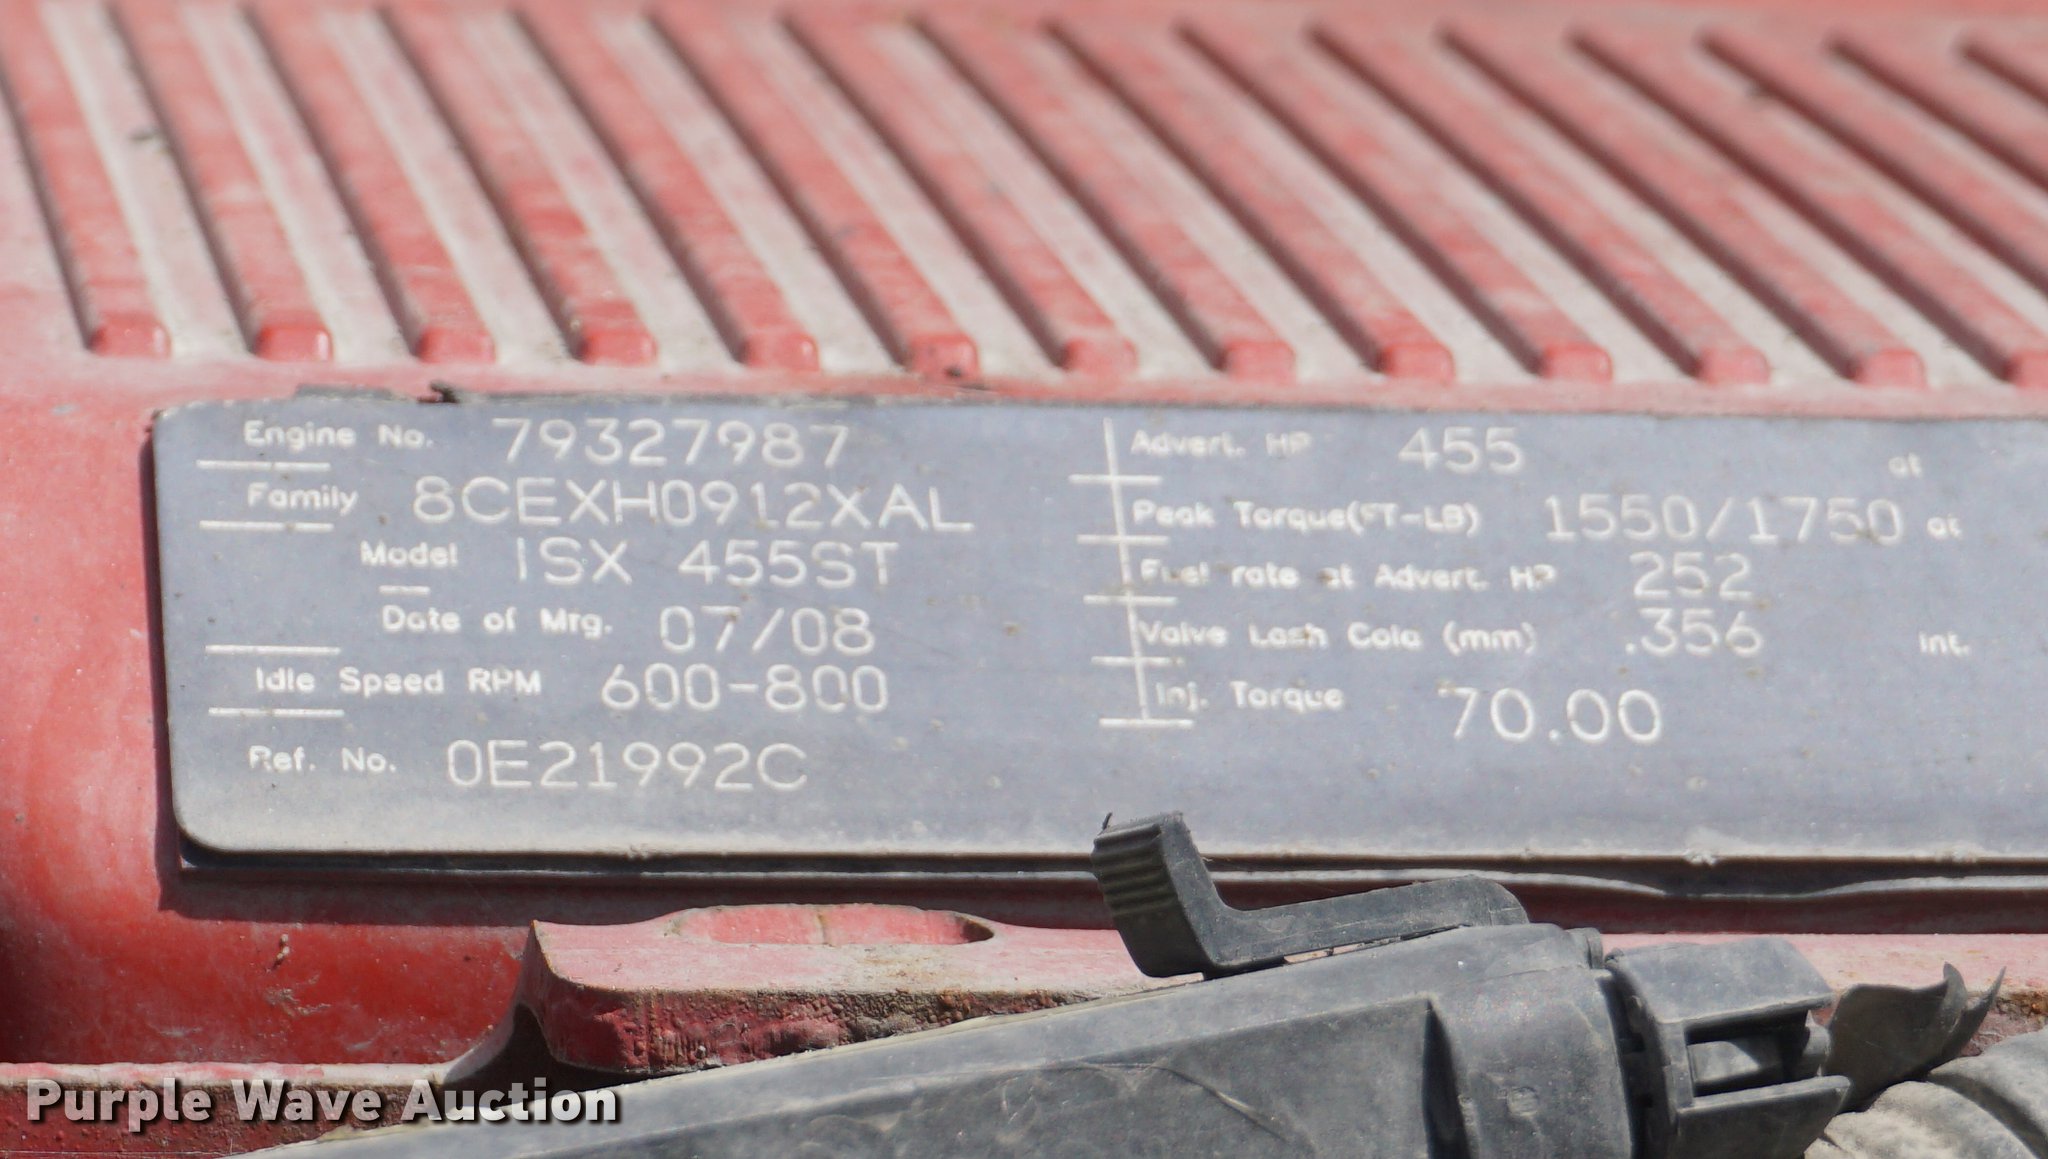 Engine No. 79327987
Family 8CEXH0912XAL
Model ISX 455ST
Date of Mfg. 07/08
Idle Speed RPM 600-800
Ref. No. 0E21992C
Advert. HP 455 at
Peak Torque(FT-LB) 1550/1750 at
Fuel rate at Advert. HP 252
Valve Lash Cold (mm) .356 Int.
Inj. Torque 70.00
Purple Wave Auction